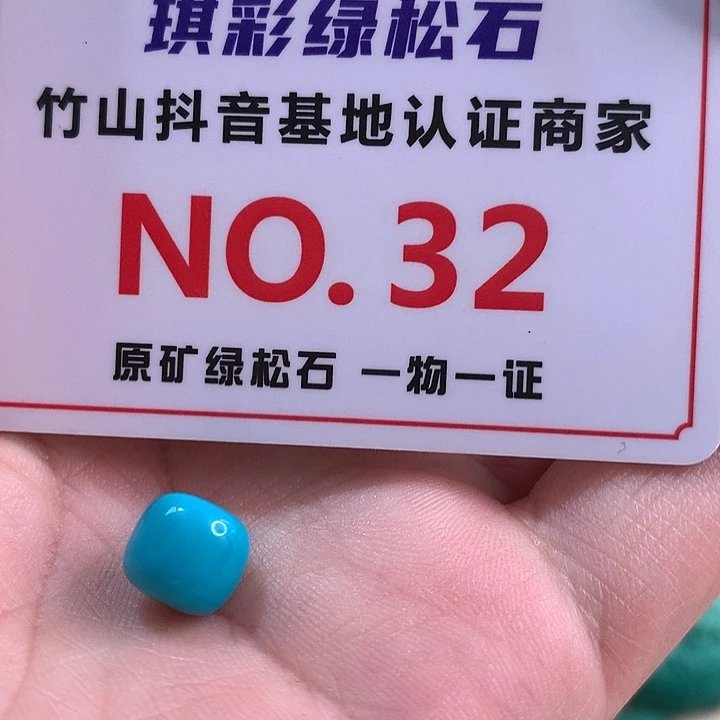 琪彩绿松石
竹山抖音基地认证商家
NO. 32
原矿绿松石 一物一证